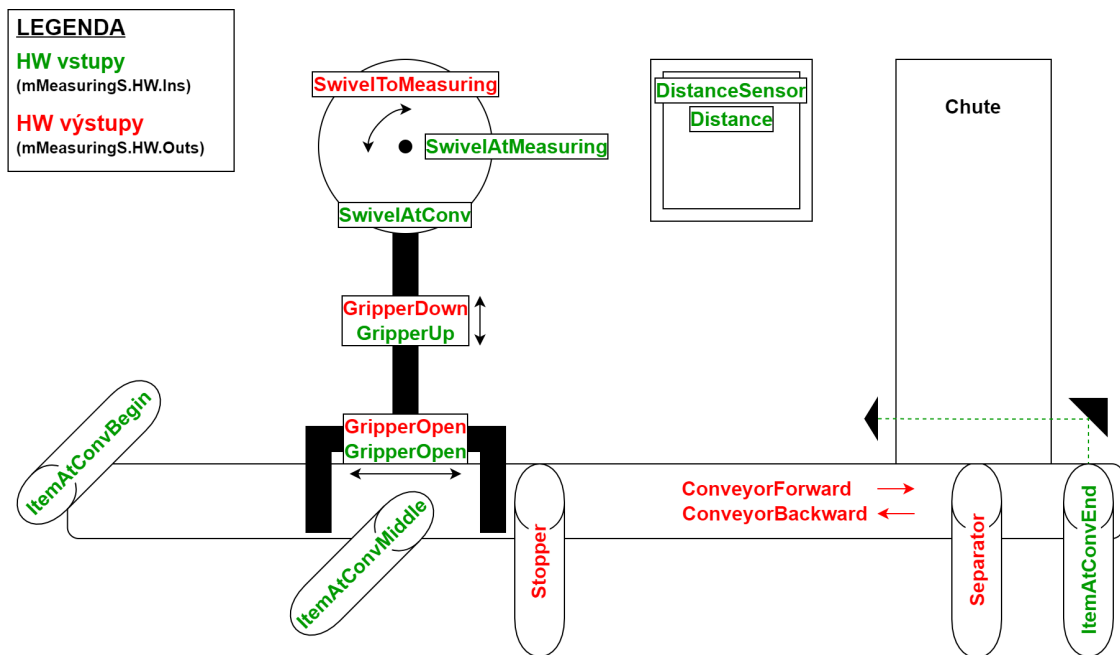 LEGENDA
HW vstupy
(mMeasuringS.HW.Ins)
HW výstupy
(mMeasuringS.HW.Outs)
SwivelToMeasuring
SwivelAtMeasuring
SwivelAtConv
DistanceSensor
Distance
Chute
GripperDown
GripperUp
GripperOpen
GripperOpen
ItemAtConvBegin
ItemAtConvMiddle
Stopper
ConveyorForward
ConveyorBackward
Separator
ItemAtConvEnd